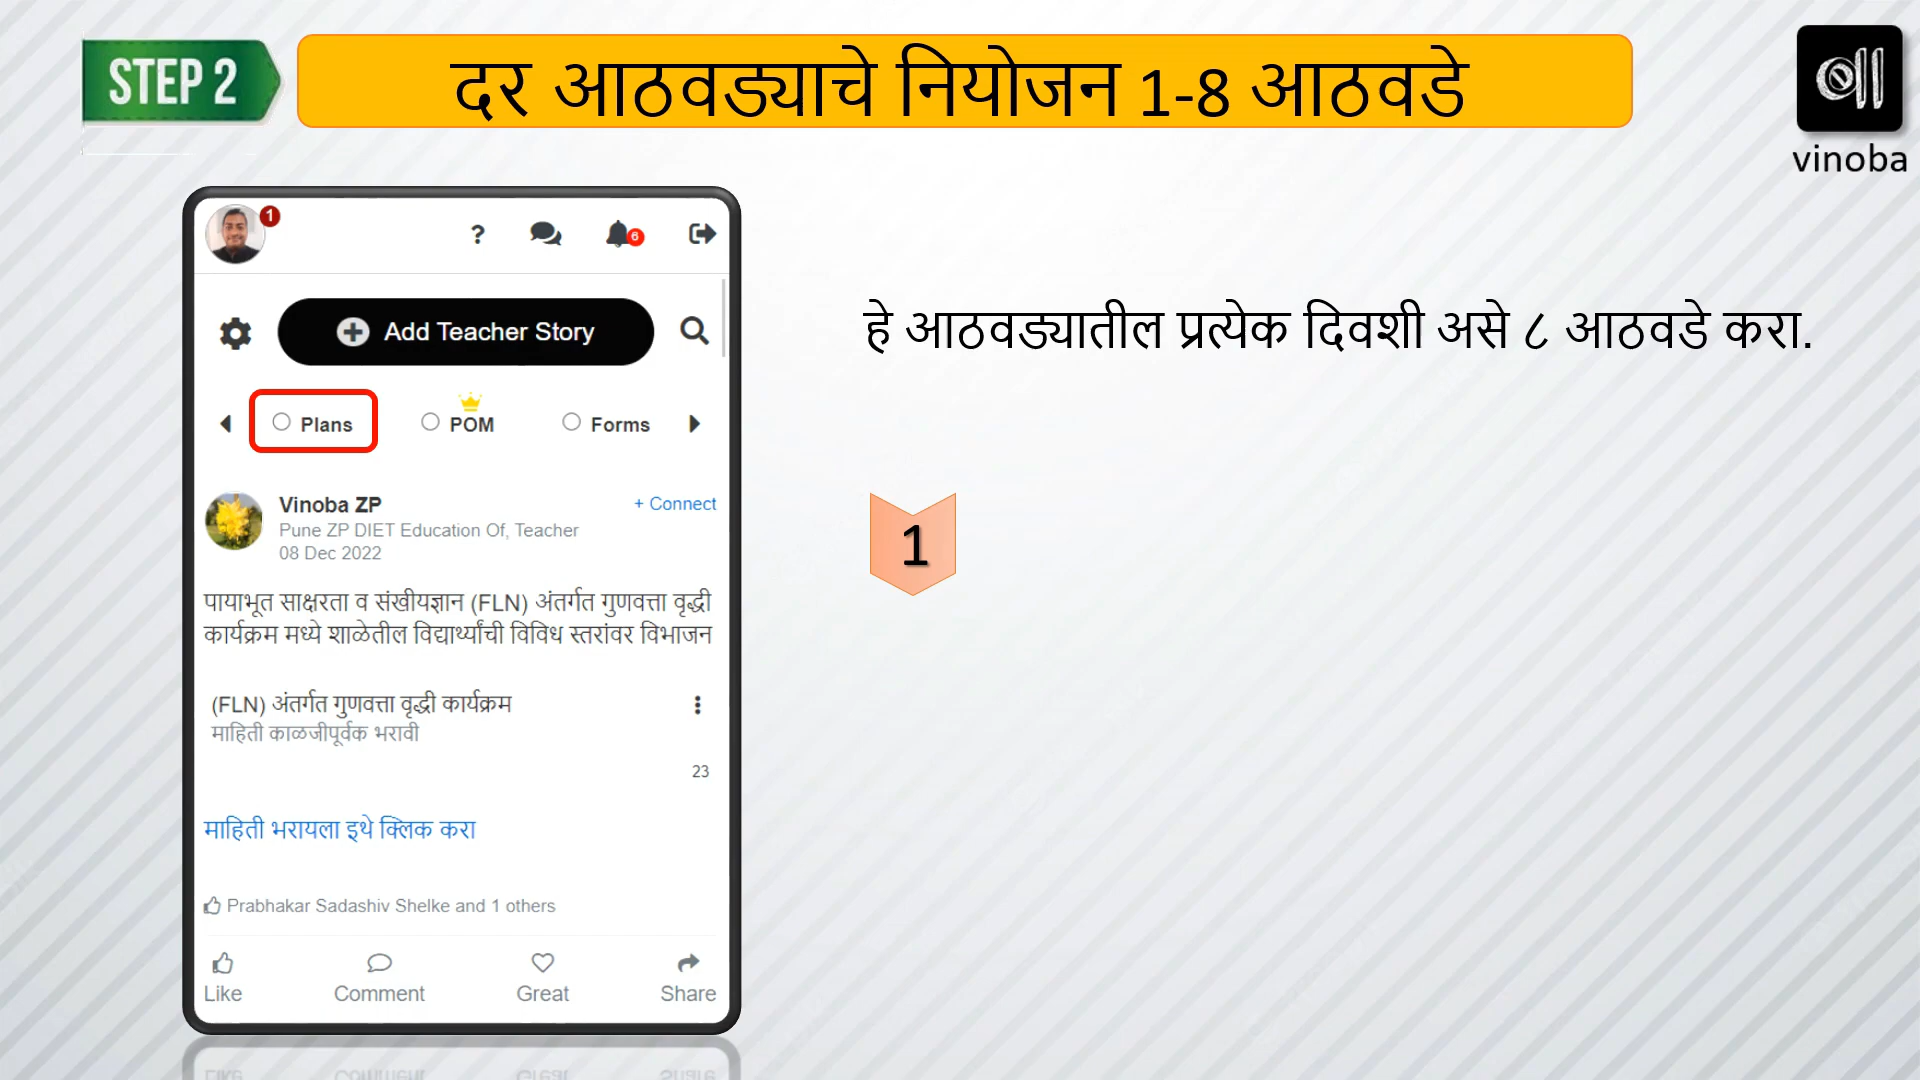 STEP 2
दर आठवड्याचे नियोजन 1-8 आठवडे
vinoba
1
?
6
Add Teacher Story
Plans
POM
Forms
Vinoba ZP
+ Connect
Pune ZP DIET Education Of, Teacher
08 Dec 2022
पायाभूत साक्षरता व संखीयज्ञान (FLN) अंतर्गत गुणवत्ता वृद्धी
कार्यक्रम मध्ये शाळेतील विद्यार्थ्यांची विविध स्तरांवर विभाजन
(FLN) अंतर्गत गुणवत्ता वृद्धी कार्यक्रम
माहिती काळजीपूर्वक भरावी
23
माहिती भरायला इथे क्लिक करा
Prabhakar Sadashiv Shelke and 1 others
Like
Comment
Great
Share
हे आठवड्यातील प्रत्येक दिवशी असे ८ आठवडे करा.
1